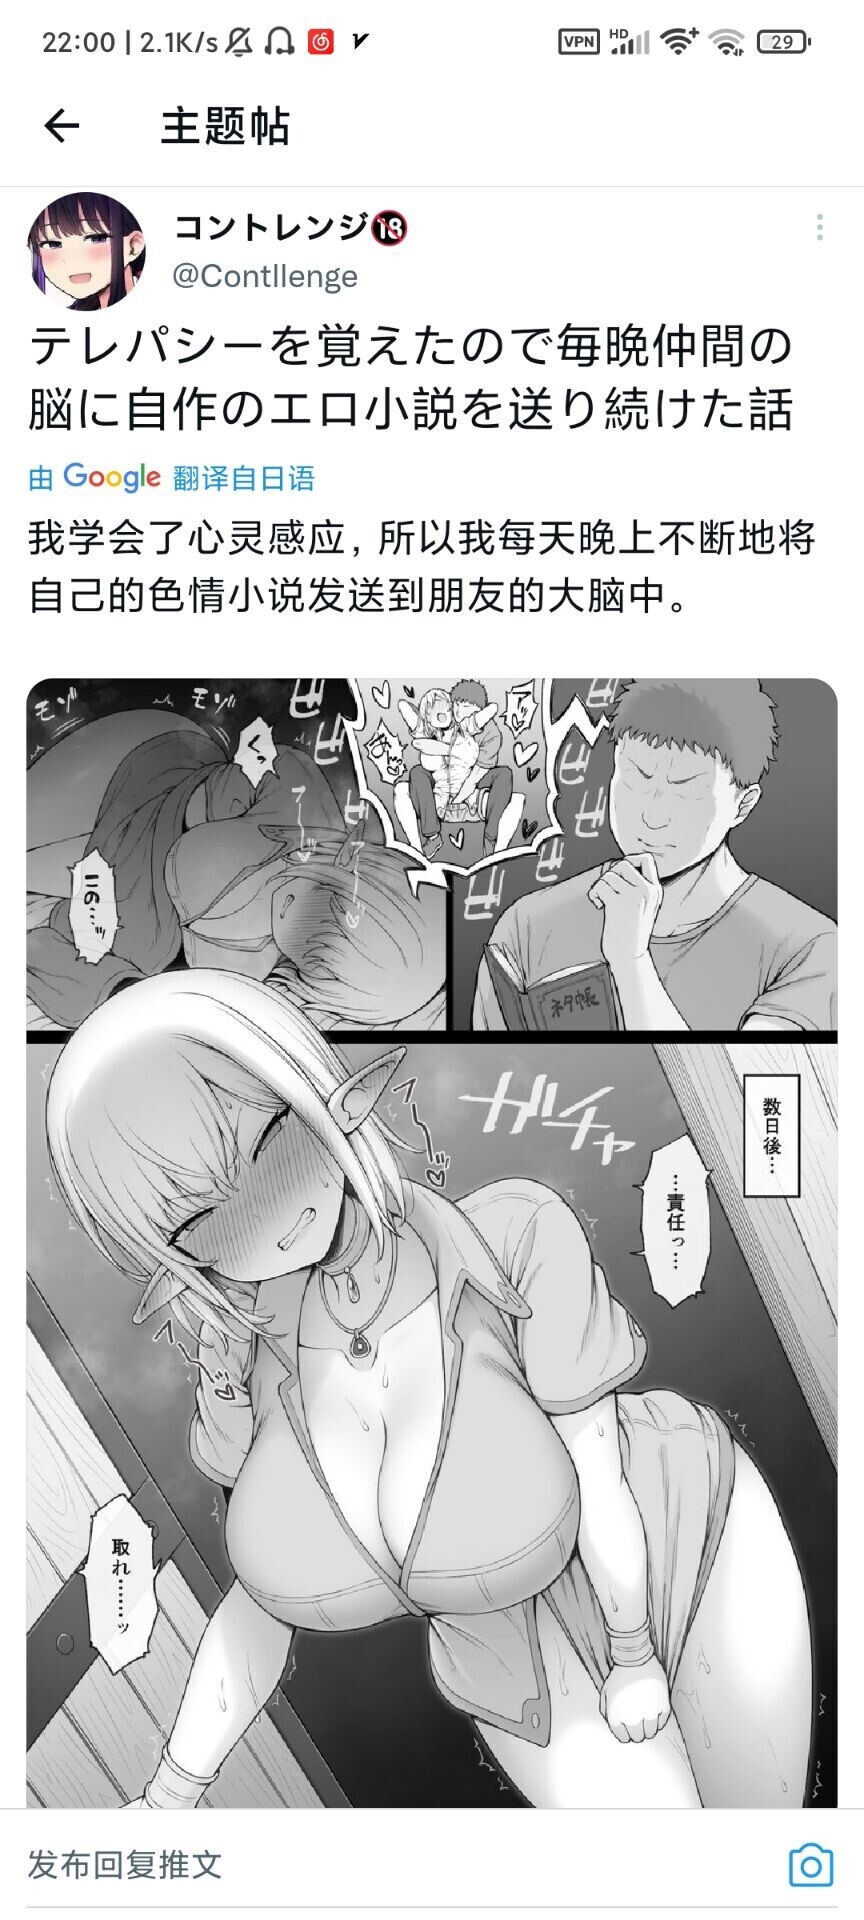 22:00 | 2.1K/s
VPN
HD
29
主题帖
コントレンジ🔞
@Contllenge
テレパシーを覚えたので毎晩仲間の
脳に自作のエロ小説を送り続けた話
由 Google 翻译自日语
我学会了心灵感应，所以我每天晚上不断地将
自己的色情小说发送到朋友的大脑中。
モゾ
モゾ
くっ
この…ッ
ネタ帳
数日後…
ガチャ
…責任っ…
取れ……ッ
发布回复推文